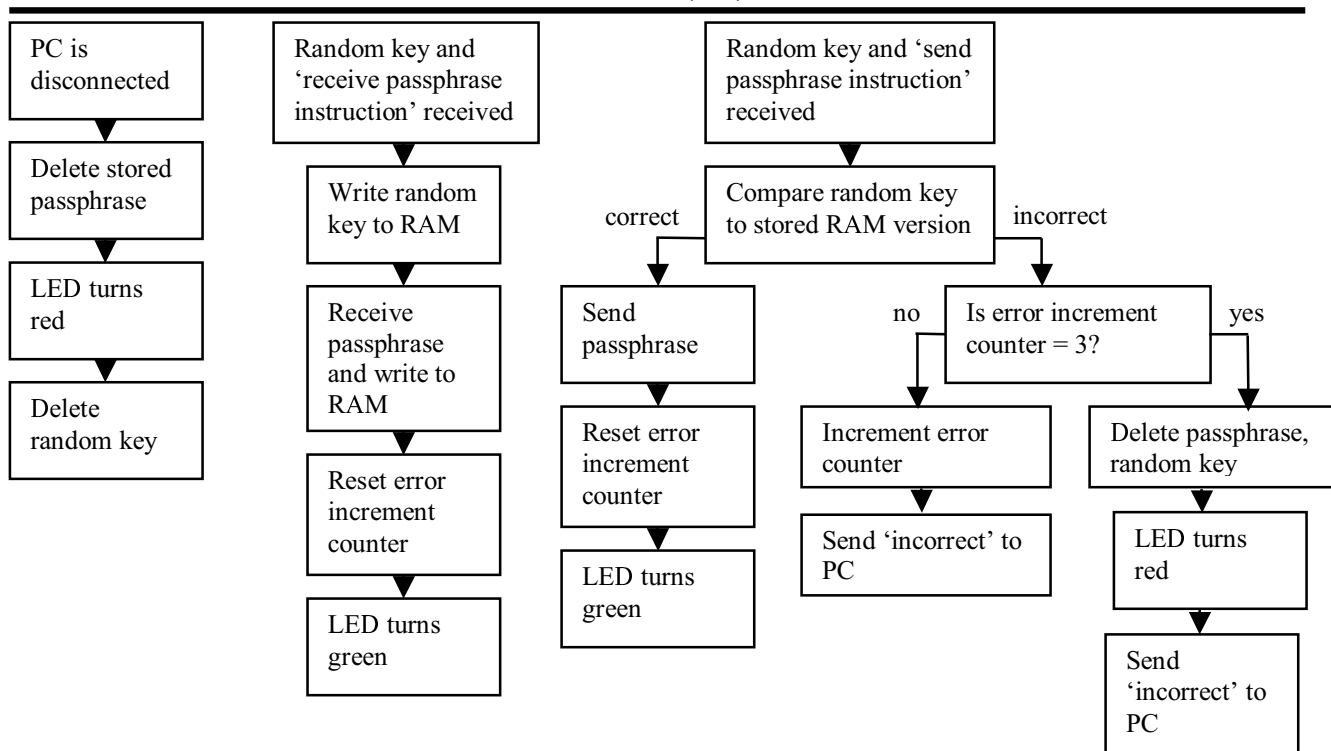 PC is
disconnected
Delete stored
passphrase
LED turns
red
Delete
random key
Random key and
‘receive passphrase
instruction’ received
Write random
key to RAM
Receive
passphrase
and write to
RAM
Reset error
increment
counter
LED turns
green
Random key and ‘send
passphrase instruction’
received
Compare random key
to stored RAM version
correct
incorrect
Send
passphrase
Reset error
increment
counter
LED turns
green
Is error increment
counter = 3?
no
yes
Increment error
counter
Send ‘incorrect’ to
PC
Delete passphrase,
random key
LED turns
red
Send
‘incorrect’ to
PC